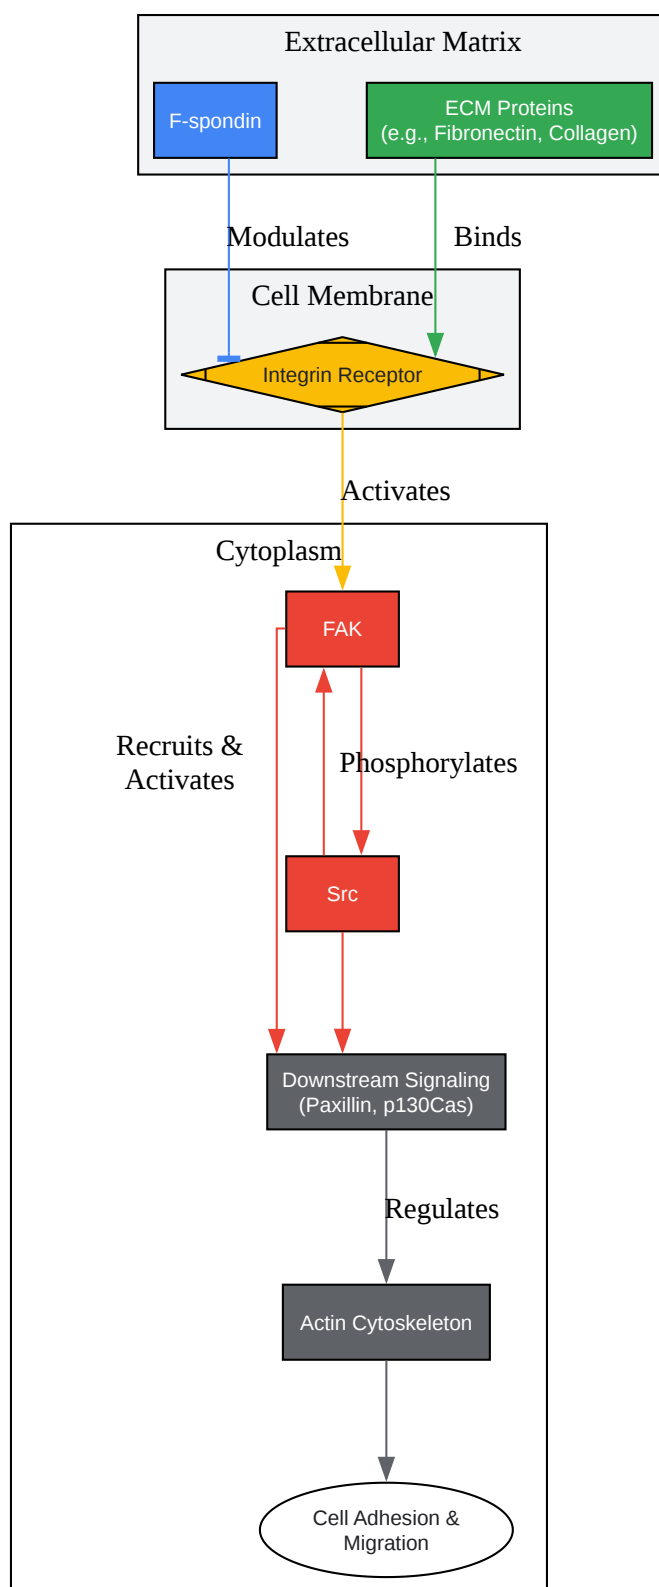 Extracellular Matrix
F-spondin
ECM Proteins
(e.g., Fibronectin, Collagen)
Modulates
Binds
Cell Membrane
Integrin Receptor
Activates
Cytoplasm
FAK
Recruits &
Activates
Phosphorylates
Src
Downstream Signaling
(Paxillin, p130Cas)
Regulates
Actin Cytoskeleton
Cell Adhesion &
Migration